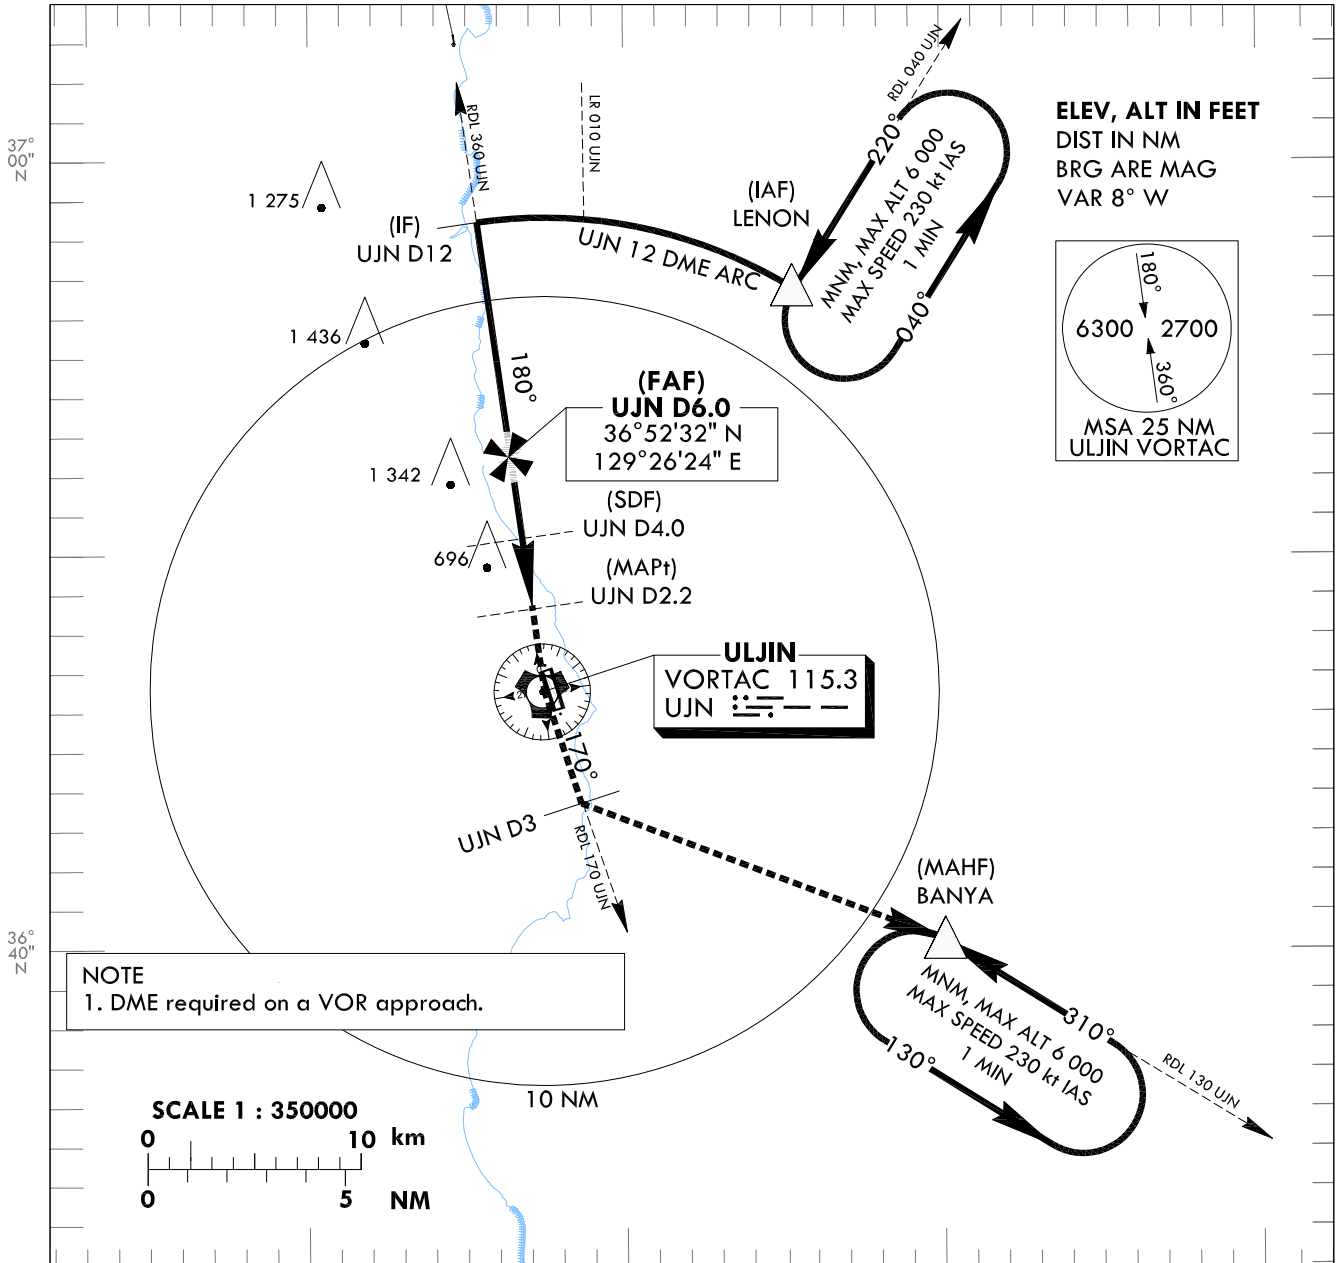 RDL 040 UJN
RDL 360 UJN
LR 010 UJN
ELEV, ALT IN FEET
DIST IN NM
BRG ARE MAG
VAR 8° W
37°
00"
N
1 275
(IF)
UJN D12
UJN 12 DME ARC
(IAF)
LENON
220°
MNM, MAX ALT 6 000
MAX SPEED 230 kt IAS
1 MIN
040°
180°
6300 2700
360°
MSA 25 NM
ULJIN VORTAC
1 436
180°
(FAF)
UJN D6.0
36°52'32" N
129°26'24" E
1 342
(SDF)
UJN D4.0
696
(MAPt)
UJN D2.2
ULJIN
VORTAC 115.3
UJN
170°
UJN D3
RDL 170 UJN
(MAHF)
BANYA
36°
40"
N
MNM, MAX ALT 6 000
MAX SPEED 230 kt IAS
1 MIN
310°
130°
RDL 130 UJN
NOTE
1. DME required on a VOR approach.
10 NM
SCALE 1 : 350000
0 10 km
0 5 NM